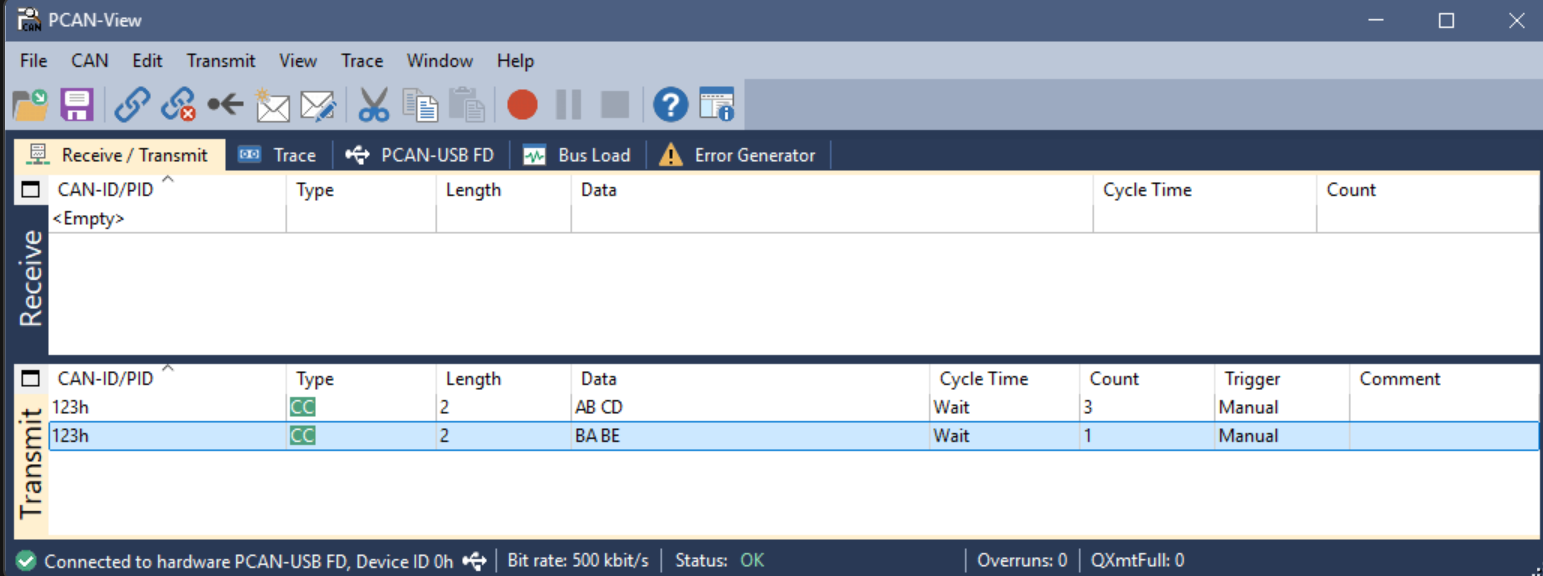 PCAN-View
File CAN Edit Transmit View Trace Window Help
Receive / Transmit Trace PCAN-USB FD Bus Load Error Generator
Receive
CAN-ID/PID Type Length Data Cycle Time Count
<Empty>
Transmit
CAN-ID/PID Type Length Data Cycle Time Count Trigger Comment
123h CC 2 AB CD Wait 3 Manual
123h CC 2 BA BE Wait 1 Manual
Connected to hardware PCAN-USB FD, Device ID 0h Bit rate: 500 kbit/s Status: OK Overruns: 0 QXmtFull: 0